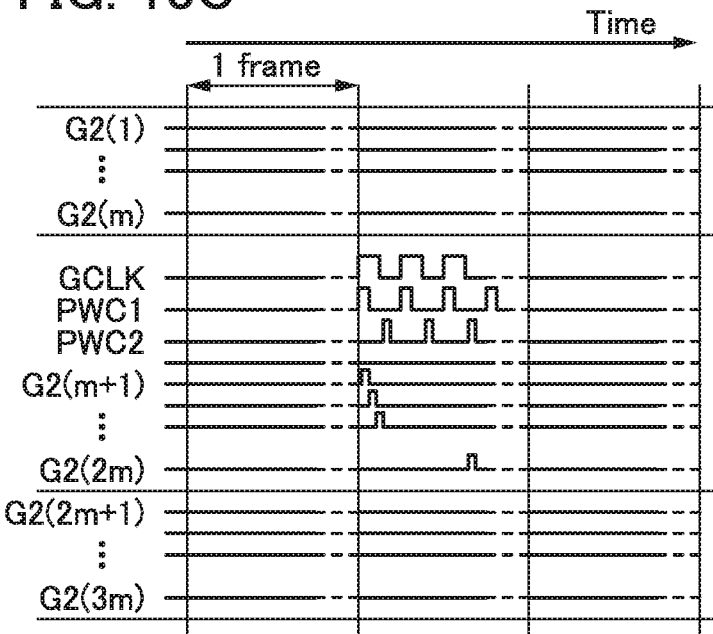 Time
1 frame
G2(1)
⋮
G2(m)
GCLK
PWC1
PWC2
G2(m+1)
⋮
G2(2m)
G2(2m+1)
⋮
G2(3m)